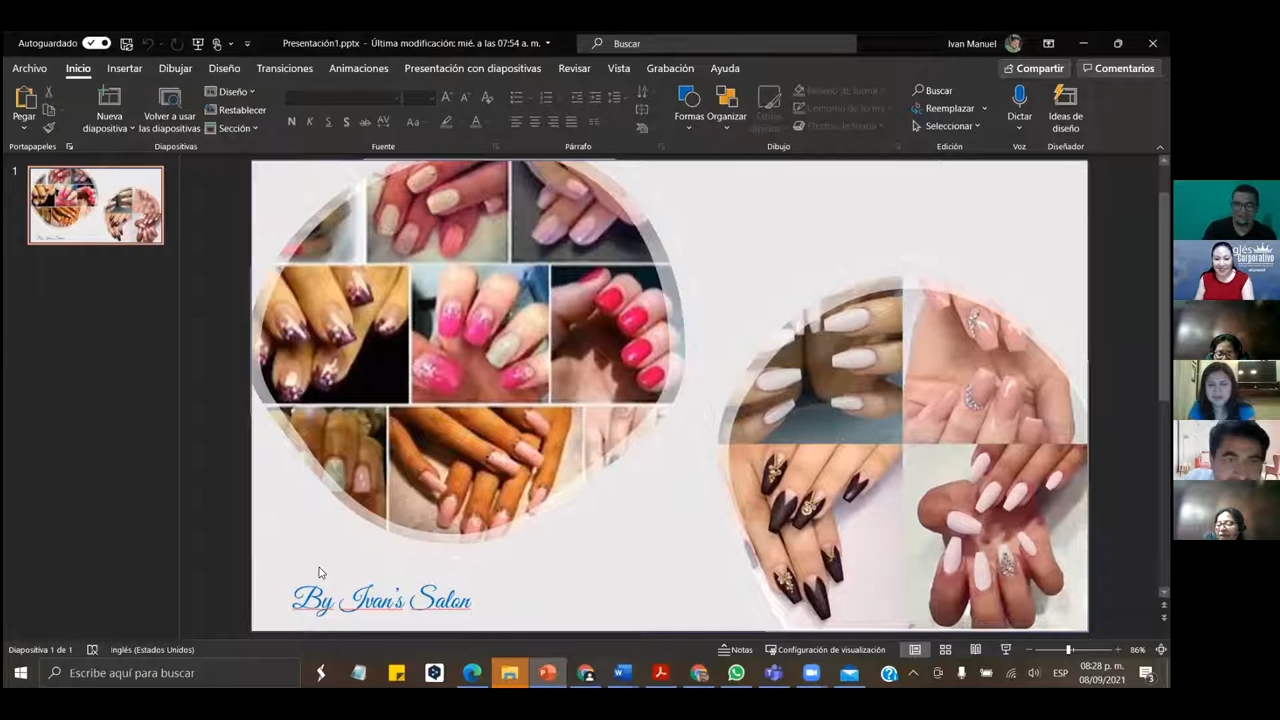 Autoguardado
Presentación1.pptx - Última modificación: mié. a las 07:54 a. m.
Buscar
Ivan Manuel
Archivo Inicio Insertar Dibujar Diseño Transiciones Animaciones Presentación con diapositivas Revisar Vista Grabación Ayuda
Compartir Comentarios
Pegar
Nueva diapositiva
Volver a usar las diapositivas
Diseño
Restablecer
Sección
Formas
Organizar
Buscar
Reemplazar
Seleccionar
Dictar
Ideas de diseño
Portapapeles Diapositivas Fuente Párrafo Dibujo Edición Voz Diseñador
1
By Ivan's Salon
glés
Corporativo
Diapositiva 1 de 1 Inglés (Estados Unidos)
Notas Configuración de visualización 86%
Escribe aquí para buscar
ESP
08:28 p. m.
08/09/2021
3